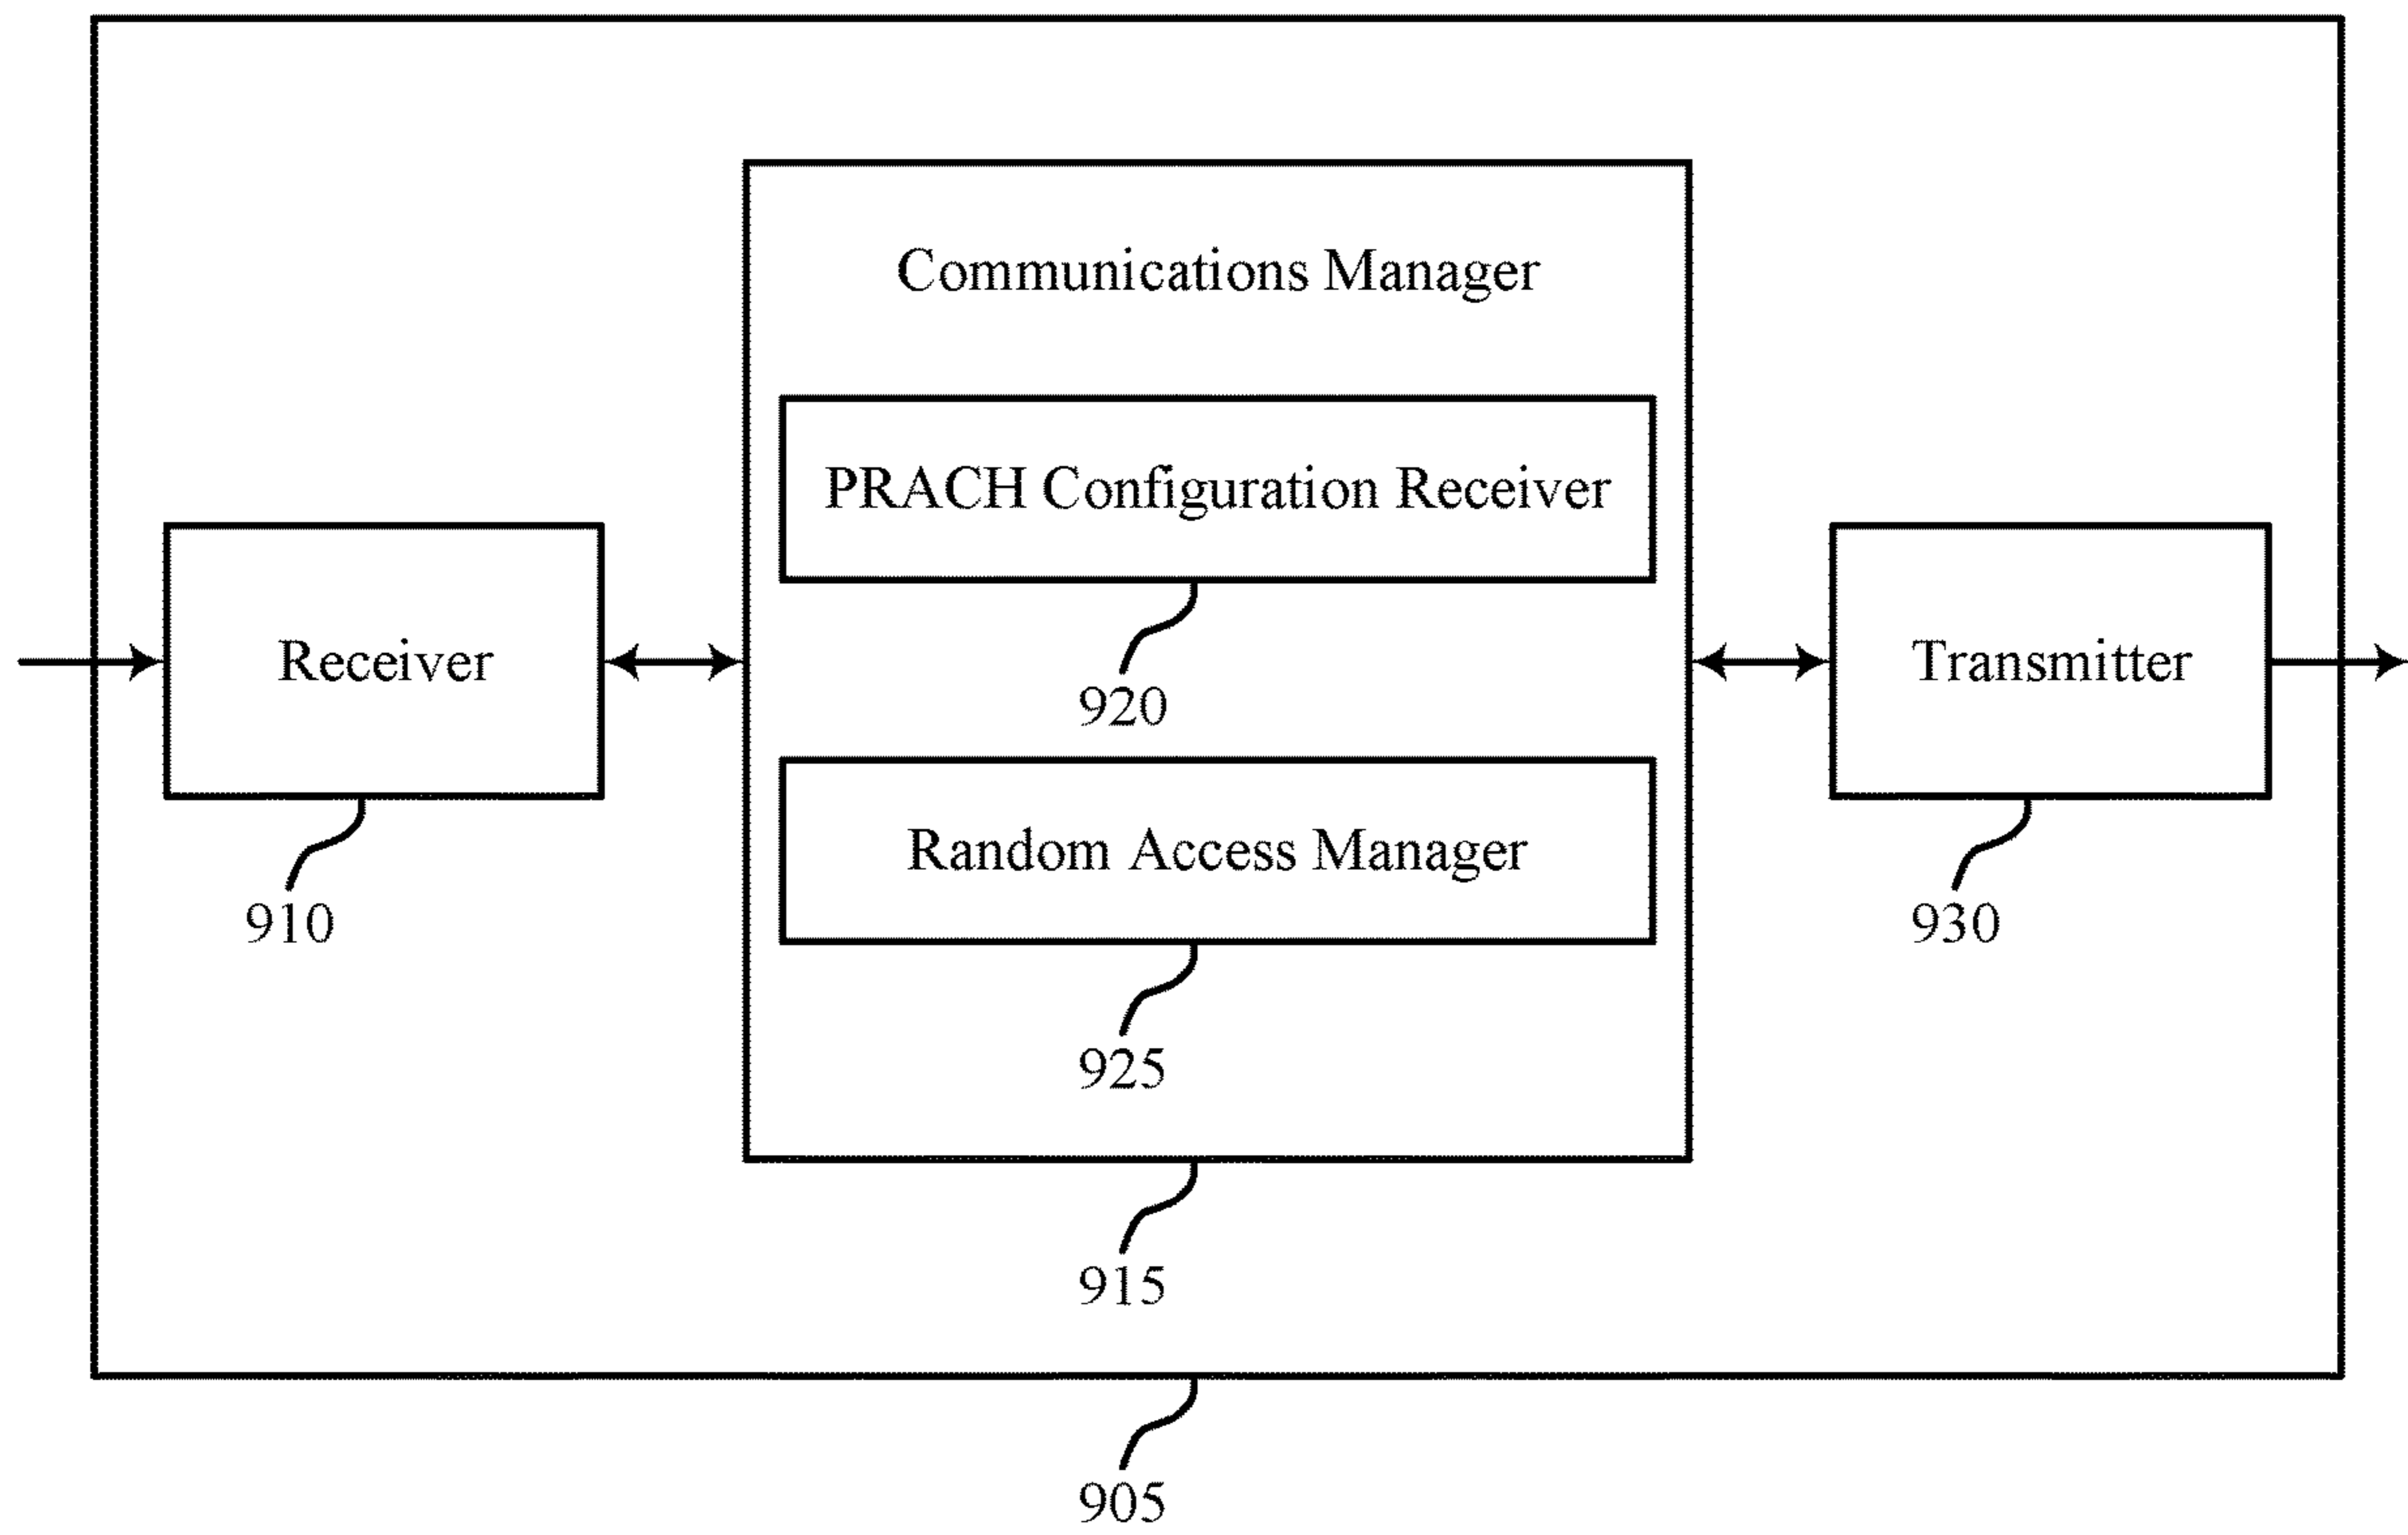 Communications Manager
PRACH Configuration Receiver
920
Receiver
910
Random Access Manager
925
Transmitter
930
915
905